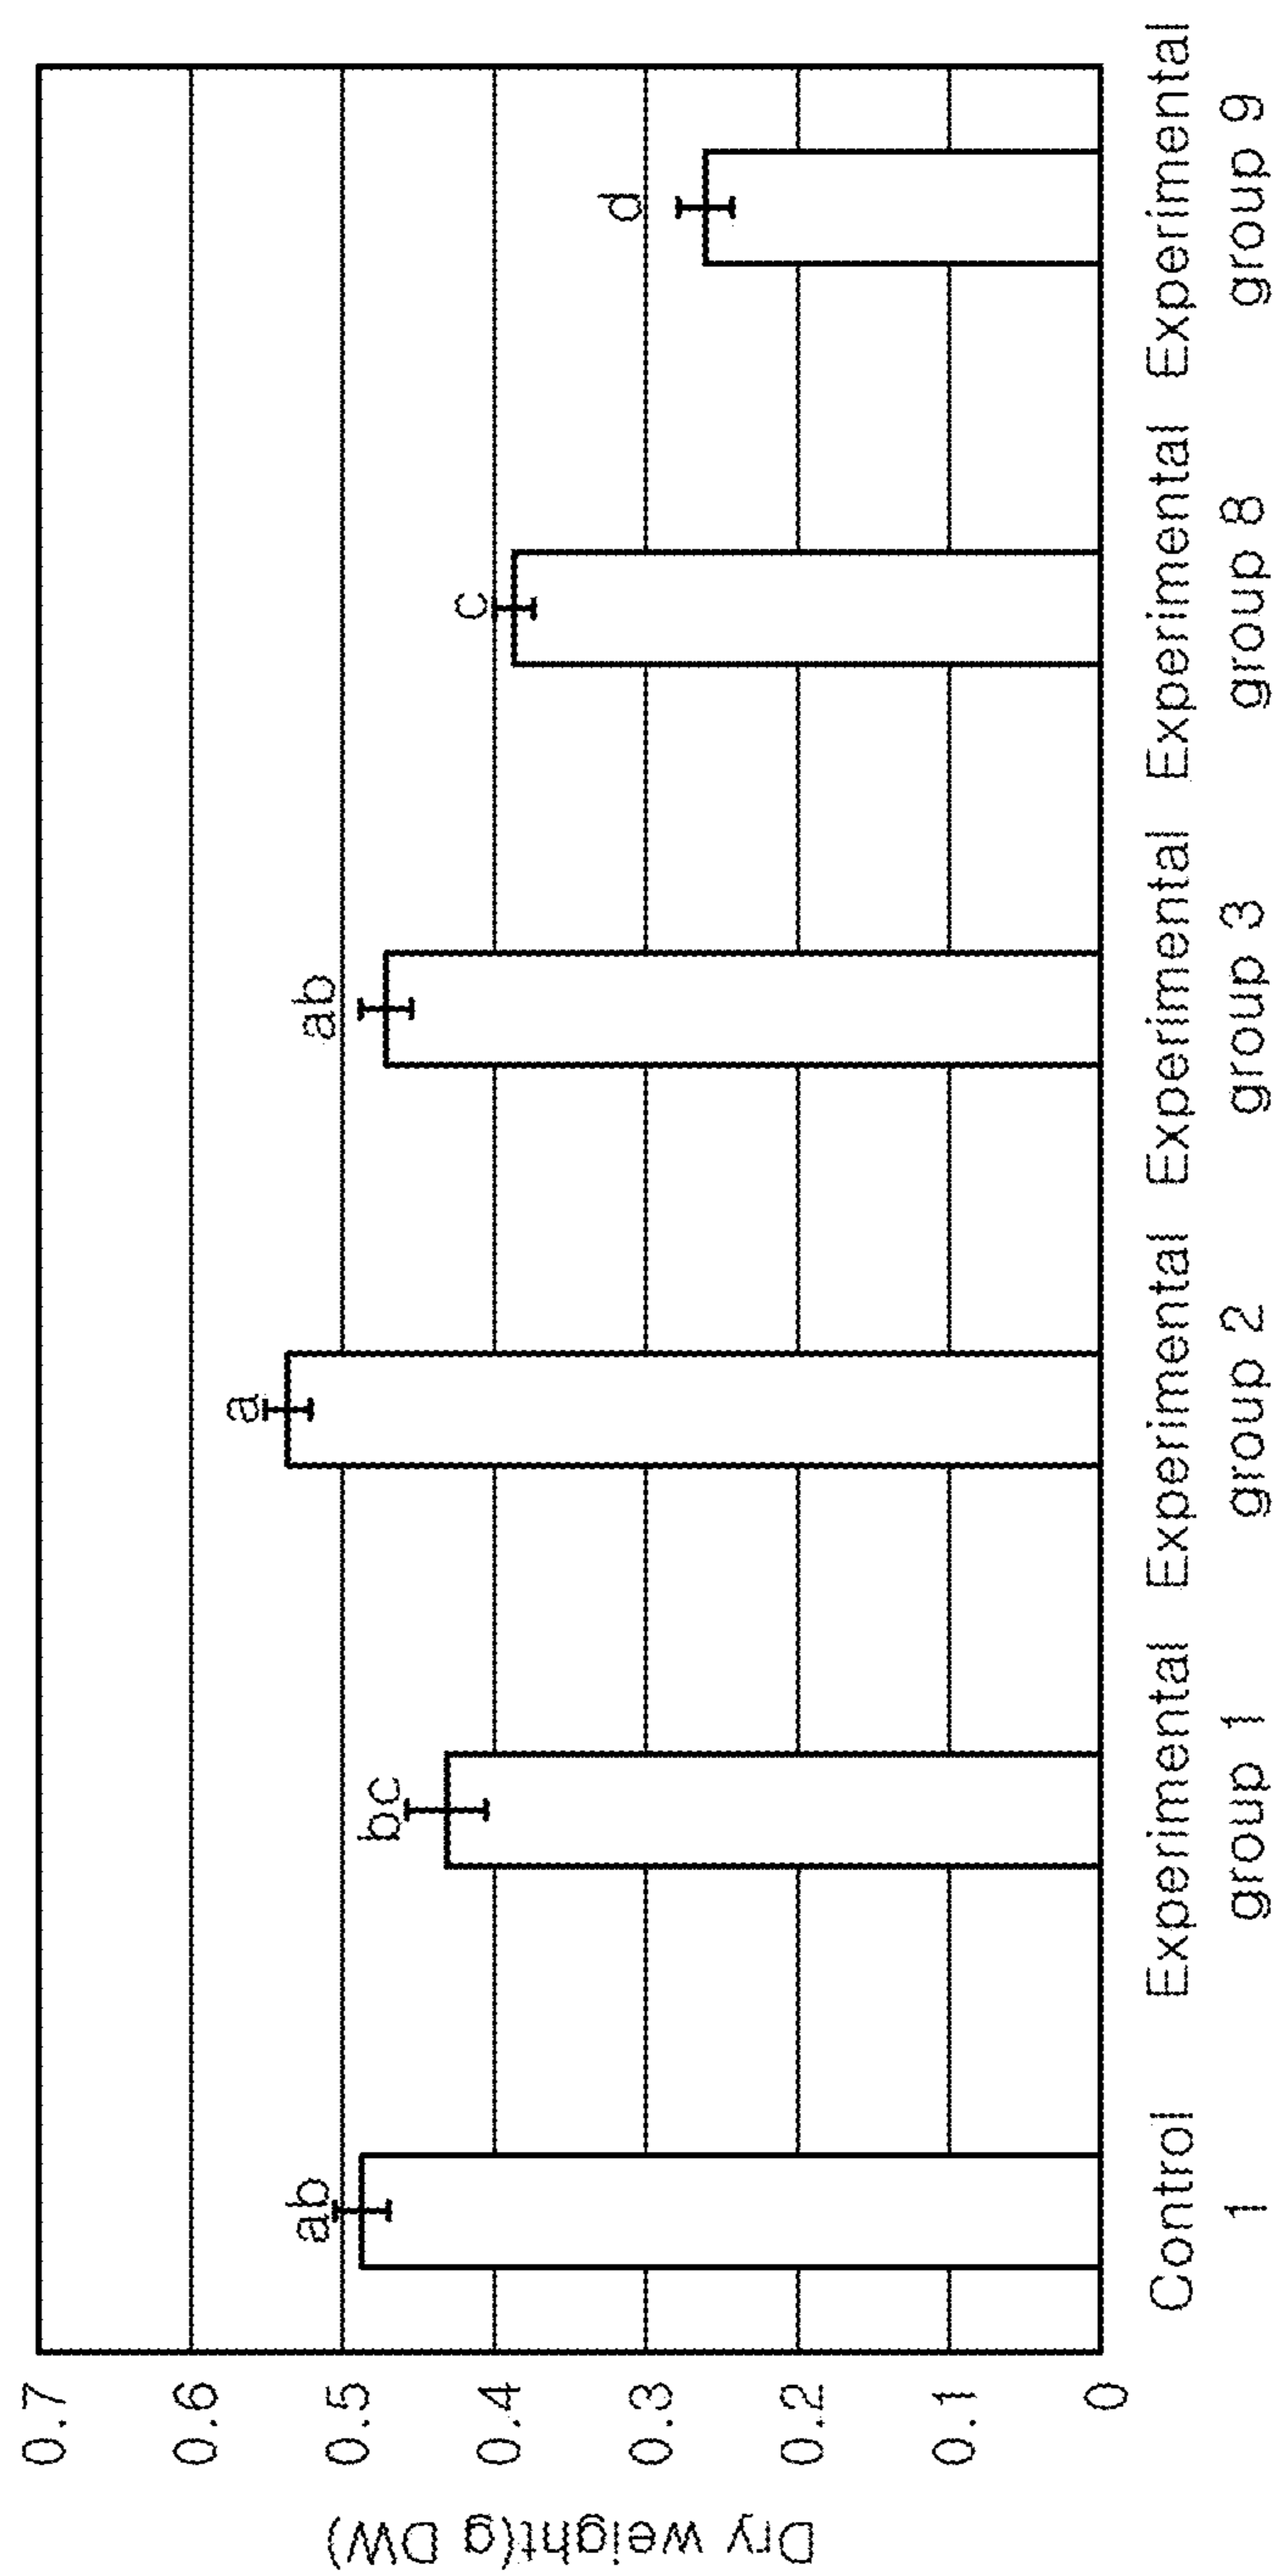 Dry weight(g DW)
0.7
0.6
0.5
0.4
0.3
0.2
0.1
0
ab
bc
a
ab
c
d
Control
1
Experimental
group 1
Experimental
group 2
Experimental
group 3
Experimental
group 8
Experimental
group 9